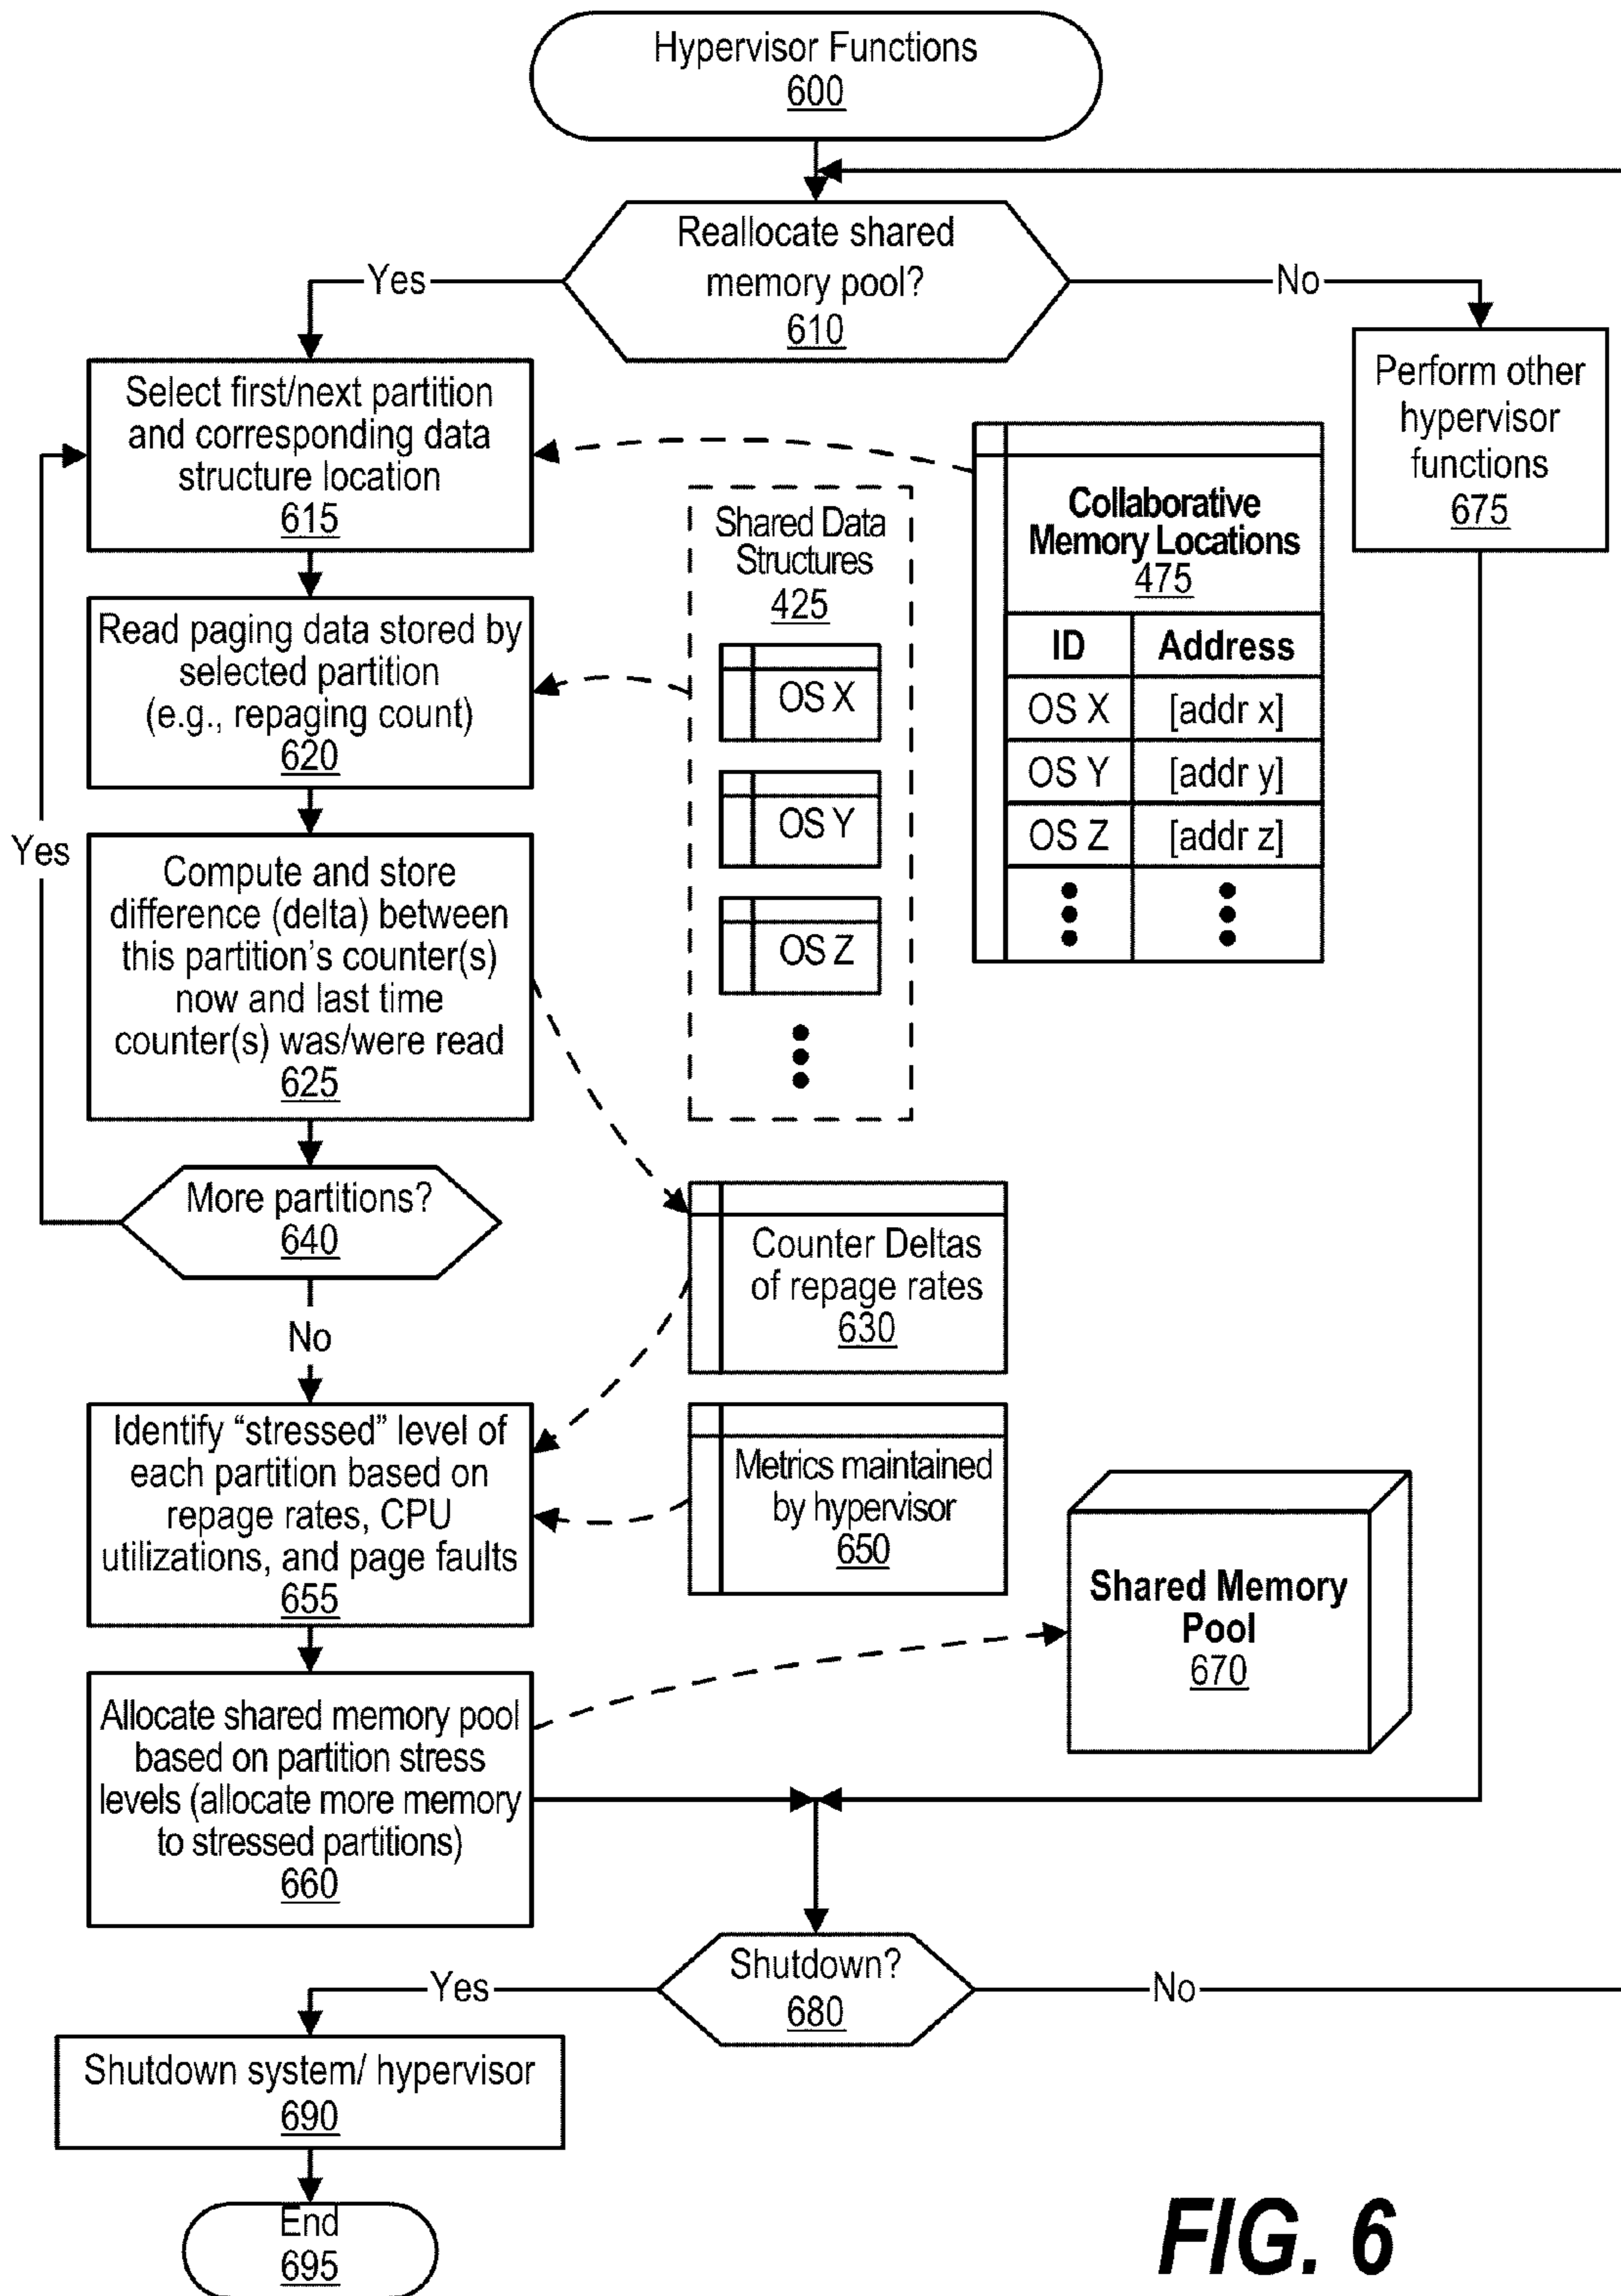 Hypervisor Functions
600
Reallocate shared
memory pool?
610
Yes
No
Select first/next partition
and corresponding data
structure location
615
Perform other
hypervisor
functions
675
Collaborative
Memory Locations
475
ID Address
OS X [addr x]
OS Y [addr y]
OS Z [addr z]
Shared Data
Structures
425
OS X
OS Y
OS Z
Read paging data stored by
selected partition
(e.g., repaging count)
620
Yes
Compute and store
difference (delta) between
this partition's counter(s)
now and last time
counter(s) was/were read
625
More partitions?
640
No
Counter Deltas
of repage rates
630
Identify “stressed” level of
each partition based on
repage rates, CPU
utilizations, and page faults
655
Metrics maintained
by hypervisor
650
Shared Memory
Pool
670
Allocate shared memory pool
based on partition stress
levels (allocate more memory
to stressed partitions)
660
Shutdown?
680
Yes
No
Shutdown system/ hypervisor
690
End
695
FIG. 6